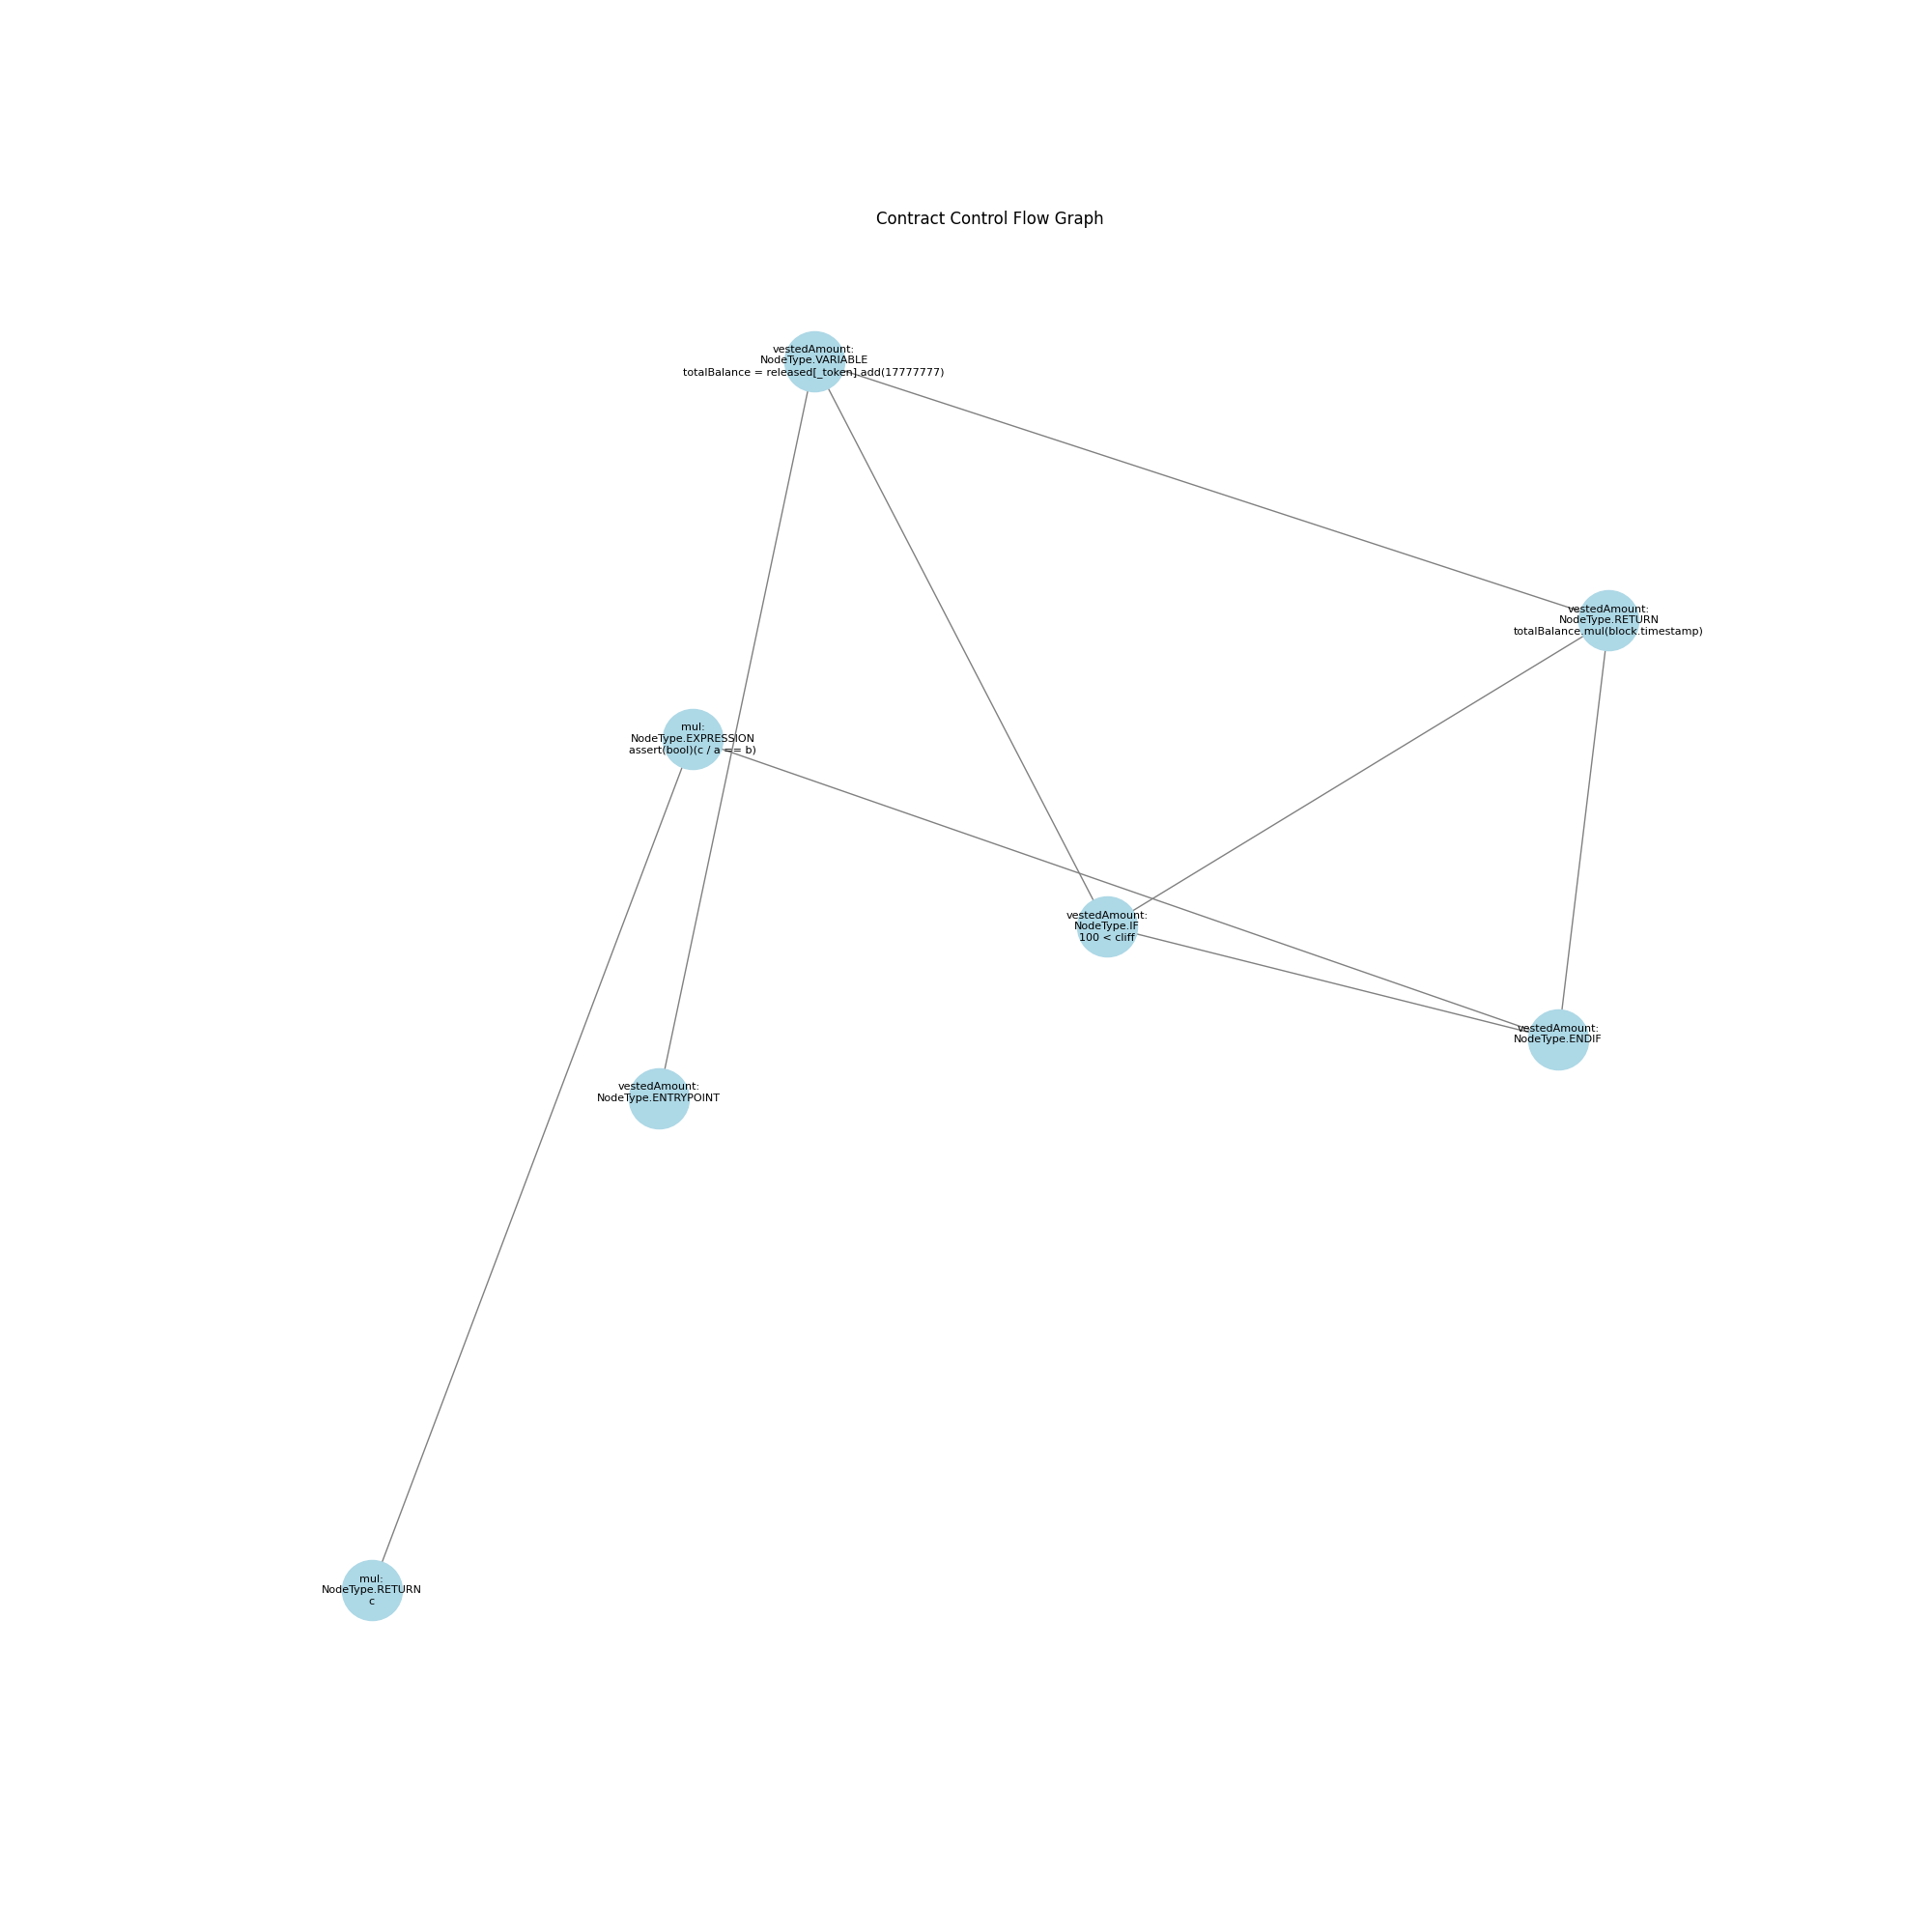 Contract Control Flow Graph
vestedAmount:
NodeType.VARIABLE
totalBalance = released[_token].add(17777777)
vestedAmount:
NodeType.RETURN
totalBalance.mul(block.timestamp)
mul:
NodeType.EXPRESSION
assert(bool)(c / a == b)
vestedAmount:
NodeType.IF
100 < cliff
vestedAmount:
NodeType.ENDIF
vestedAmount:
NodeType.ENTRYPOINT
mul:
NodeType.RETURN
c